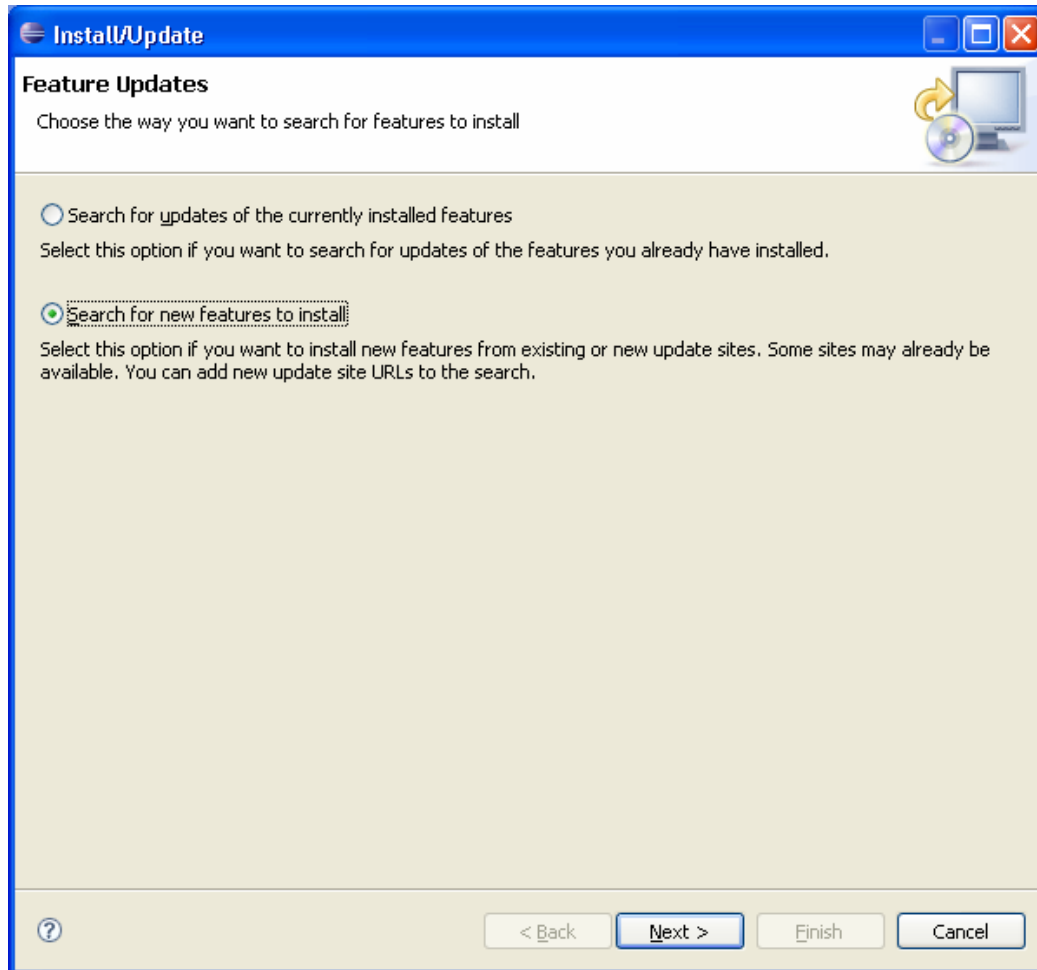 Install/Update
Feature Updates
Choose the way you want to search for features to install
Search for updates of the currently installed features
Select this option if you want to search for updates of the features you already have installed.
Search for new features to install
Select this option if you want to install new features from existing or new update sites. Some sites may already be
available. You can add new update site URLs to the search.
? < Back Next > Finish Cancel